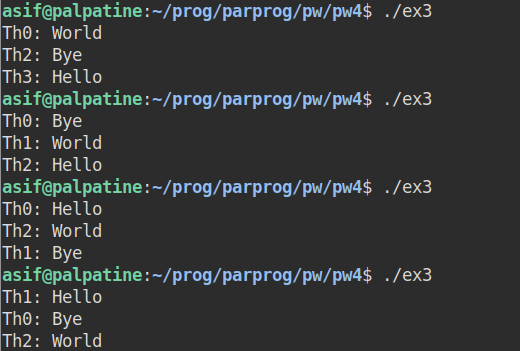 asif@palpatine:~/prog/parprog/pw/pw4$ ./ex3
Th0: World
Th2: Bye
Th3: Hello
asif@palpatine:~/prog/parprog/pw/pw4$ ./ex3
Th0: Bye
Th1: World
Th2: Hello
asif@palpatine:~/prog/parprog/pw/pw4$ ./ex3
Th0: Hello
Th2: World
Th1: Bye
asif@palpatine:~/prog/parprog/pw/pw4$ ./ex3
Th1: Hello
Th0: Bye
Th2: World